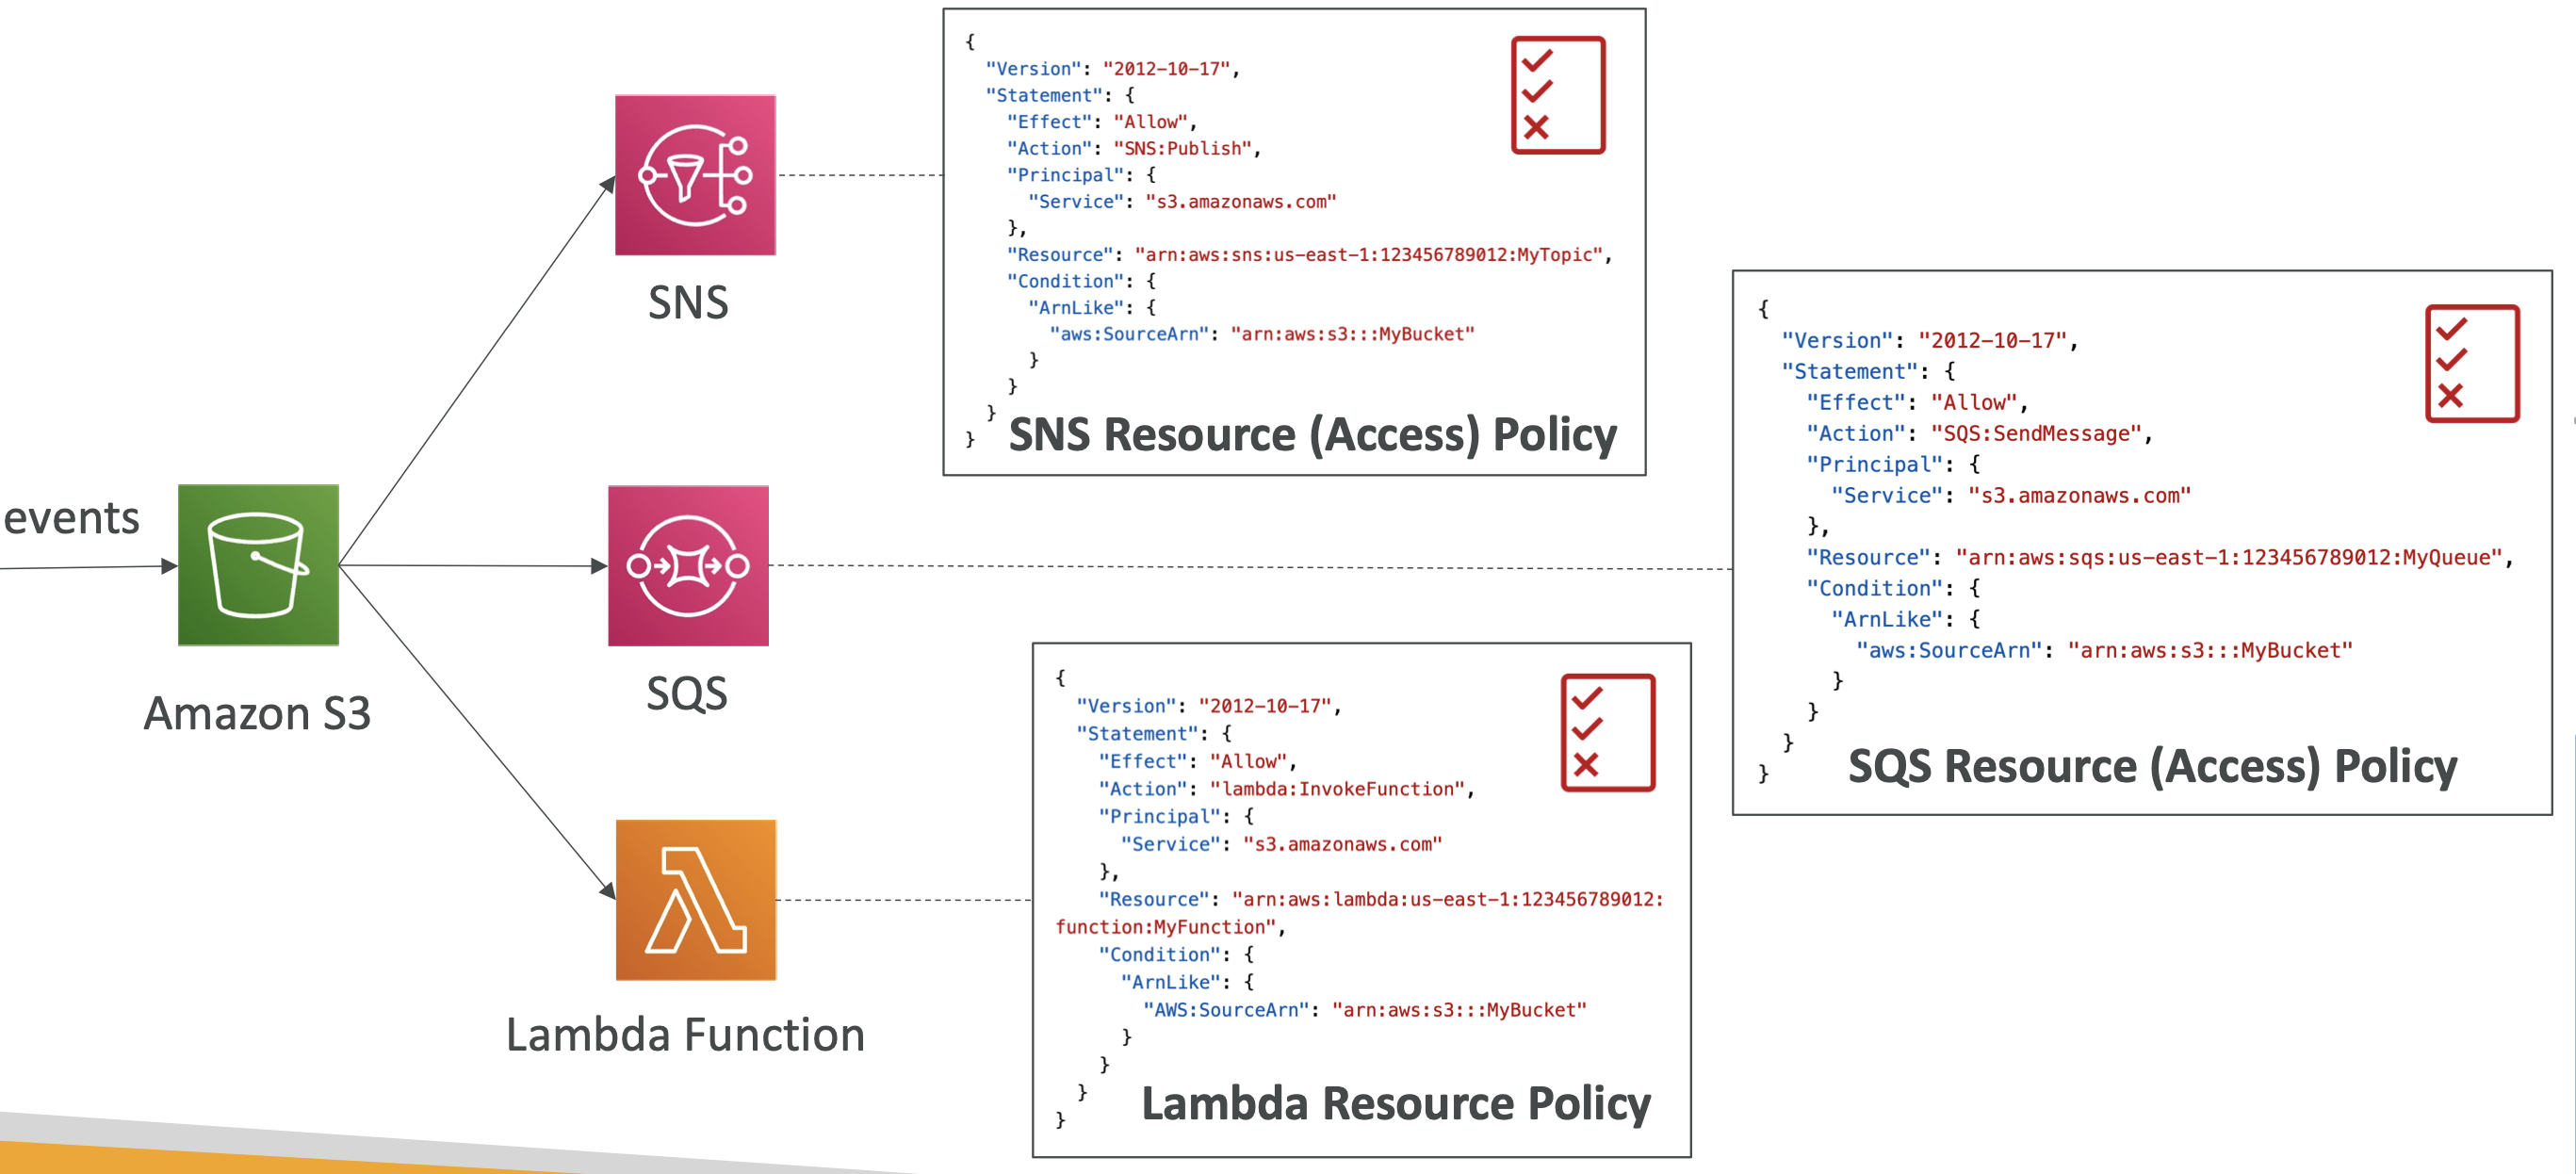 events
Amazon S3
SNS
SQS
Lambda Function
{
"Version": "2012-10-17",
"Statement": {
"Effect": "Allow",
"Action": "SNS:Publish",
"Principal": {
"Service": "s3.amazonaws.com"
},
"Resource": "arn:aws:sns:us-east-1:123456789012:MyTopic",
"Condition": {
"ArnLike": {
"aws:SourceArn": "arn:aws:s3:::MyBucket"
}
}
}
}
SNS Resource (Access) Policy
{
"Version": "2012-10-17",
"Statement": {
"Effect": "Allow",
"Action": "SQS:SendMessage",
"Principal": {
"Service": "s3.amazonaws.com"
},
"Resource": "arn:aws:sqs:us-east-1:123456789012:MyQueue",
"Condition": {
"ArnLike": {
"aws:SourceArn": "arn:aws:s3:::MyBucket"
}
}
}
}
SQS Resource (Access) Policy
{
"Version": "2012-10-17",
"Statement": {
"Effect": "Allow",
"Action": "lambda:InvokeFunction",
"Principal": {
"Service": "s3.amazonaws.com"
},
"Resource": "arn:aws:lambda:us-east-1:123456789012:
function:MyFunction",
"Condition": {
"ArnLike": {
"AWS:SourceArn": "arn:aws:s3:::MyBucket"
}
}
}
}
Lambda Resource Policy